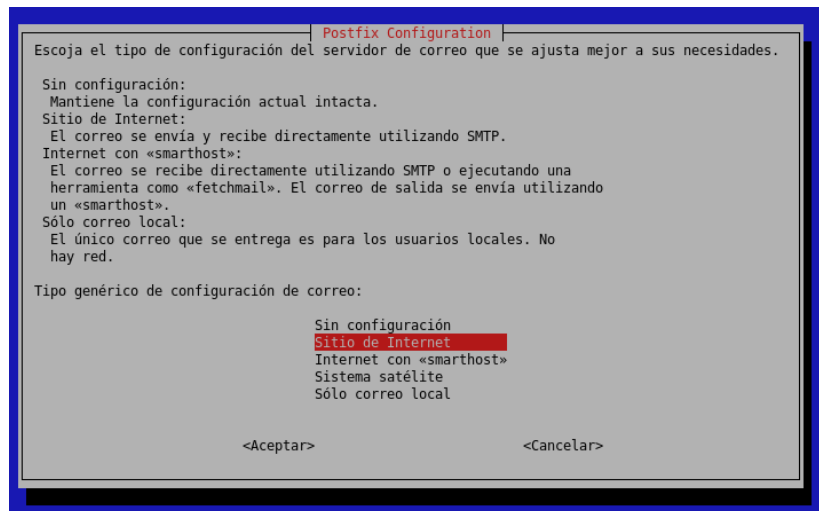 Postfix Configuration
Escoja el tipo de configuración del servidor de correo que se ajusta mejor a sus necesidades.
Sin configuración:
Mantiene la configuración actual intacta.
Sitio de Internet:
El correo se envía y recibe directamente utilizando SMTP.
Internet con «smarthost»:
El correo se recibe directamente utilizando SMTP o ejecutando una
herramienta como «fetchmail». El correo de salida se envía utilizando
un «smarthost».
Sólo correo local:
El único correo que se entrega es para los usuarios locales. No
hay red.
Tipo genérico de configuración de correo:
Sin configuración
Sitio de Internet
Internet con «smarthost»
Sistema satélite
Sólo correo local
<Aceptar> <Cancelar>